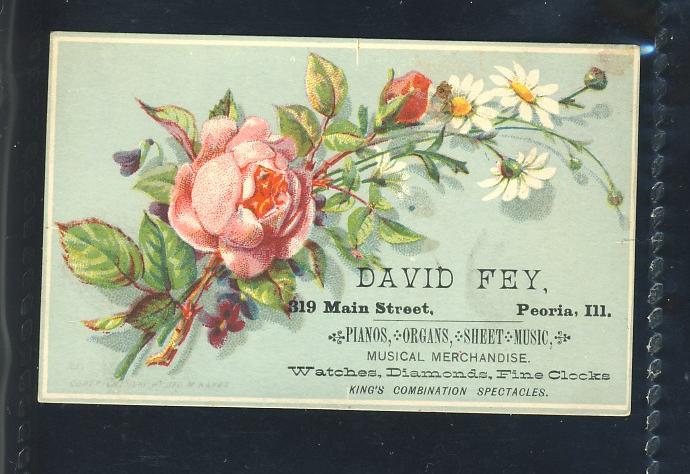 DAVID FEY,
319 Main Street, Peoria, Ill.
PIANOS, ORGANS, SHEET MUSIC,
MUSICAL MERCHANDISE.
Watches, Diamonds, Fine Clocks
KING'S COMBINATION SPECTACLES.